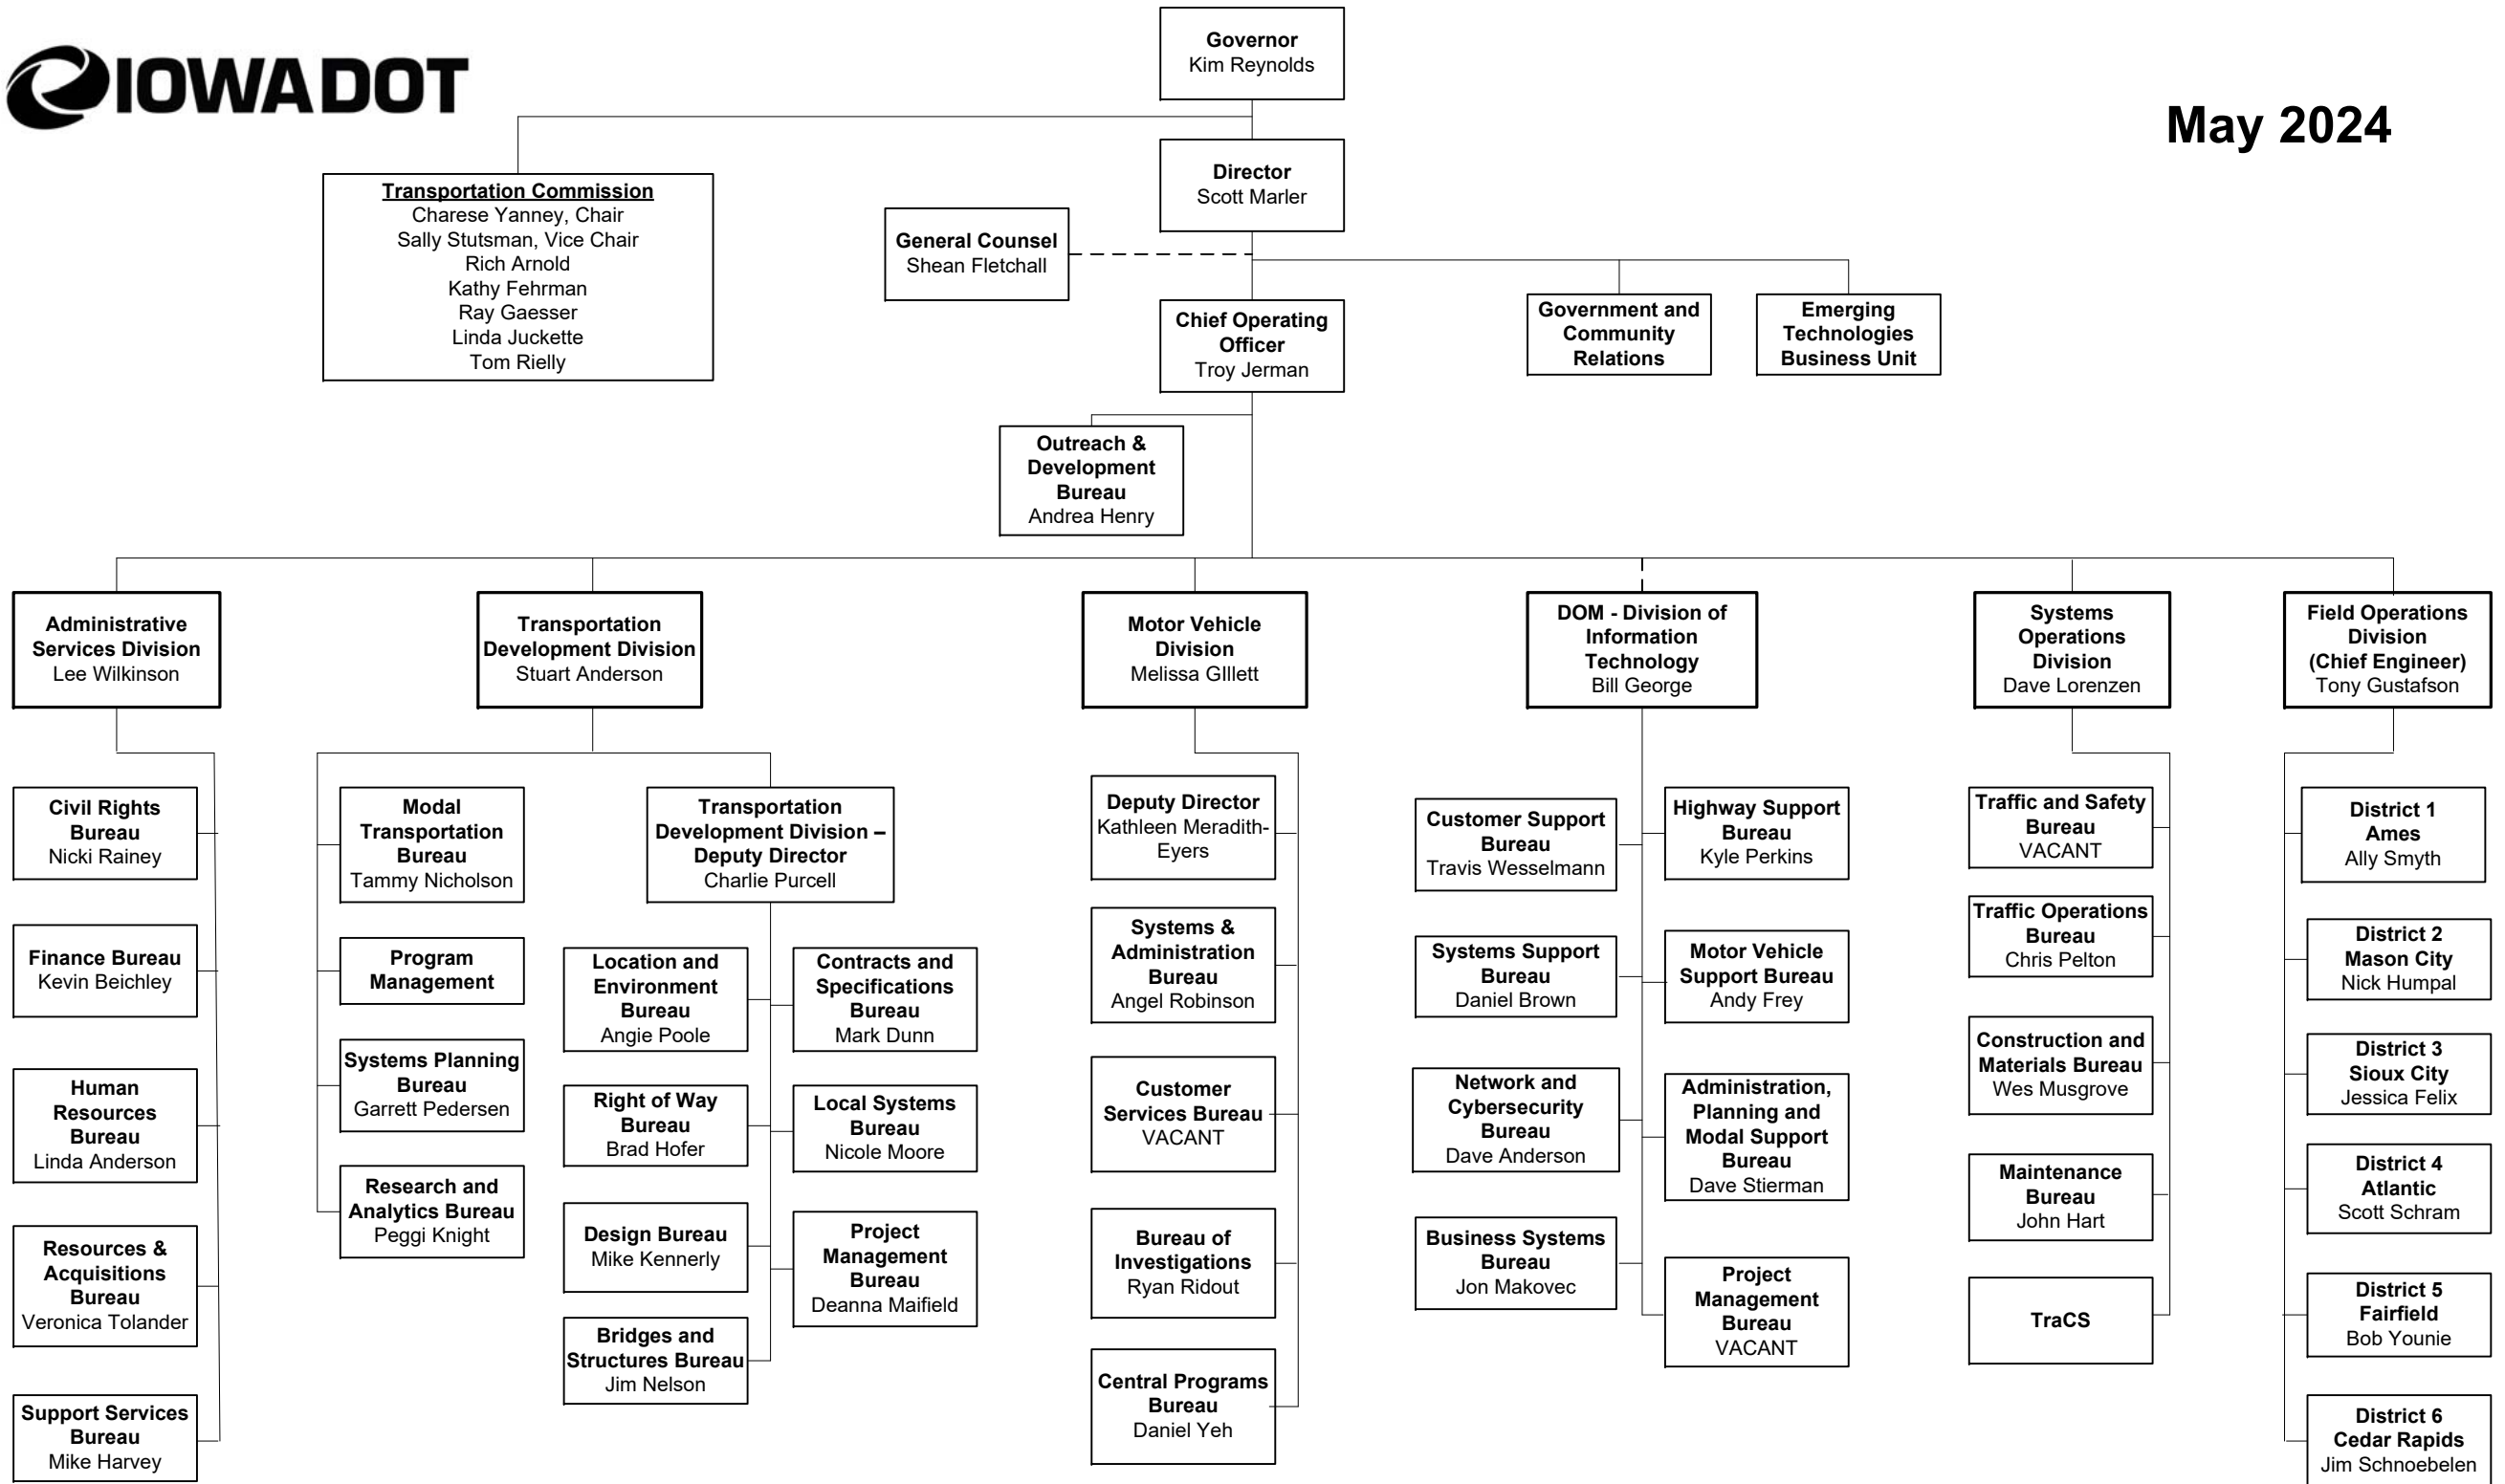 IOWADOT
May 2024
Governor
Kim Reynolds
Director
Scott Marler
Transportation Commission
Charese Yanney, Chair
Sally Stutsman, Vice Chair
Rich Arnold
Kathy Fehrman
Ray Gaesser
Linda Juckette
Tom Rielly
General Counsel
Shean Fletchall
Chief Operating
Officer
Troy Jerman
Government and
Community
Relations
Emerging
Technologies
Business Unit
Outreach &
Development
Bureau
Andrea Henry
Administrative
Services Division
Lee Wilkinson
Transportation
Development Division
Stuart Anderson
Motor Vehicle
Division
Melissa GIllett
DOM - Division of
Information
Technology
Bill George
Systems
Operations
Division
Dave Lorenzen
Field Operations
Division
(Chief Engineer)
Tony Gustafson
Civil Rights
Bureau
Nicki Rainey
Finance Bureau
Kevin Beichley
Human
Resources
Bureau
Linda Anderson
Resources &
Acquisitions
Bureau
Veronica Tolander
Support Services
Bureau
Mike Harvey
Modal
Transportation
Bureau
Tammy Nicholson
Program
Management
Systems Planning
Bureau
Garrett Pedersen
Research and
Analytics Bureau
Peggi Knight
Transportation
Development Division –
Deputy Director
Charlie Purcell
Location and
Environment
Bureau
Angie Poole
Right of Way
Bureau
Brad Hofer
Design Bureau
Mike Kennerly
Bridges and
Structures Bureau
Jim Nelson
Contracts and
Specifications
Bureau
Mark Dunn
Local Systems
Bureau
Nicole Moore
Project
Management
Bureau
Deanna Maifield
Deputy Director
Kathleen Meradith-
Eyers
Systems &
Administration
Bureau
Angel Robinson
Customer
Services Bureau
VACANT
Bureau of
Investigations
Ryan Ridout
Central Programs
Bureau
Daniel Yeh
Customer Support
Bureau
Travis Wesselmann
Systems Support
Bureau
Daniel Brown
Network and
Cybersecurity
Bureau
Dave Anderson
Business Systems
Bureau
Jon Makovec
Highway Support
Bureau
Kyle Perkins
Motor Vehicle
Support Bureau
Andy Frey
Administration,
Planning and
Modal Support
Bureau
Dave Stierman
Project
Management
Bureau
VACANT
Traffic and Safety
Bureau
VACANT
Traffic Operations
Bureau
Chris Pelton
Construction and
Materials Bureau
Wes Musgrove
Maintenance
Bureau
John Hart
TraCS
District 1
Ames
Ally Smyth
District 2
Mason City
Nick Humpal
District 3
Sioux City
Jessica Felix
District 4
Atlantic
Scott Schram
District 5
Fairfield
Bob Younie
District 6
Cedar Rapids
Jim Schnoebelen